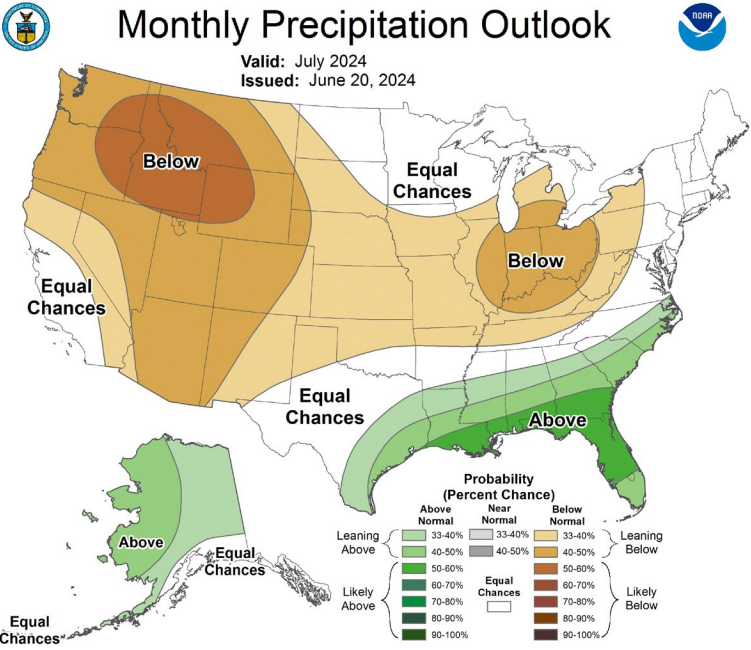 Monthly Precipitation Outlook
NOAA
Valid: July 2024
Issued: June 20, 2024
Below
Equal
Chances
Below
Equal
Chances
Equal
Chances
Above
Above
Equal
Chances
Equal
Chances
Probability
(Percent Chance)
Above
Normal
Near
Normal
Below
Normal
Leaning
Above
33-40%
33-40%
33-40%
Leaning
Below
40-50%
40-50%
40-50%
Likely
Above
50-60%
50-60%
Likely
Below
60-70%
60-70%
Equal
Chances
70-80%
70-80%
80-90%
80-90%
90-100%
90-100%